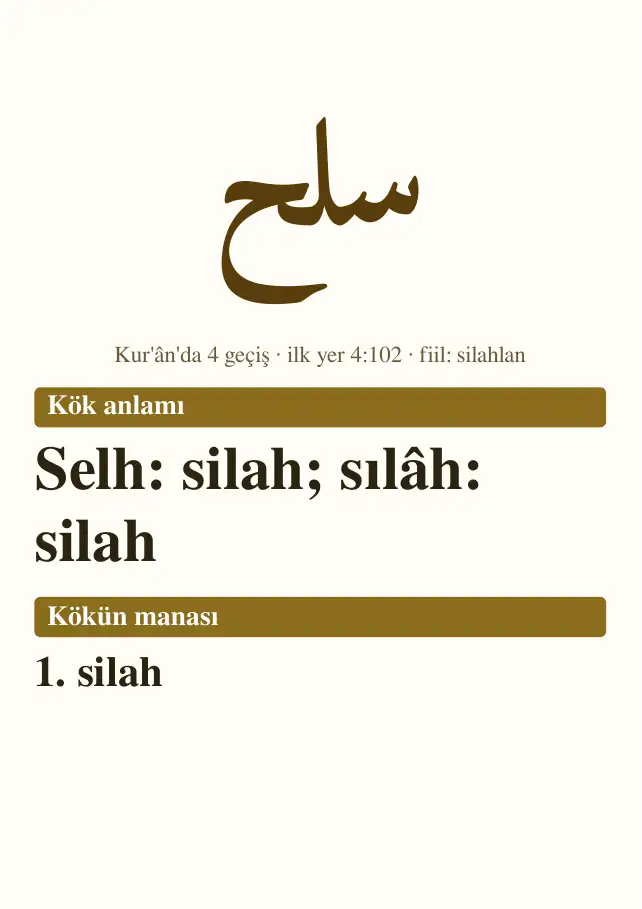 سلح
Kur'ân'da 4 geçiş · ilk yer 4:102 · fiil: silahlan
Kök anlamı
Selh: silah; sılâh:
silah
Kökün manası
1. silah